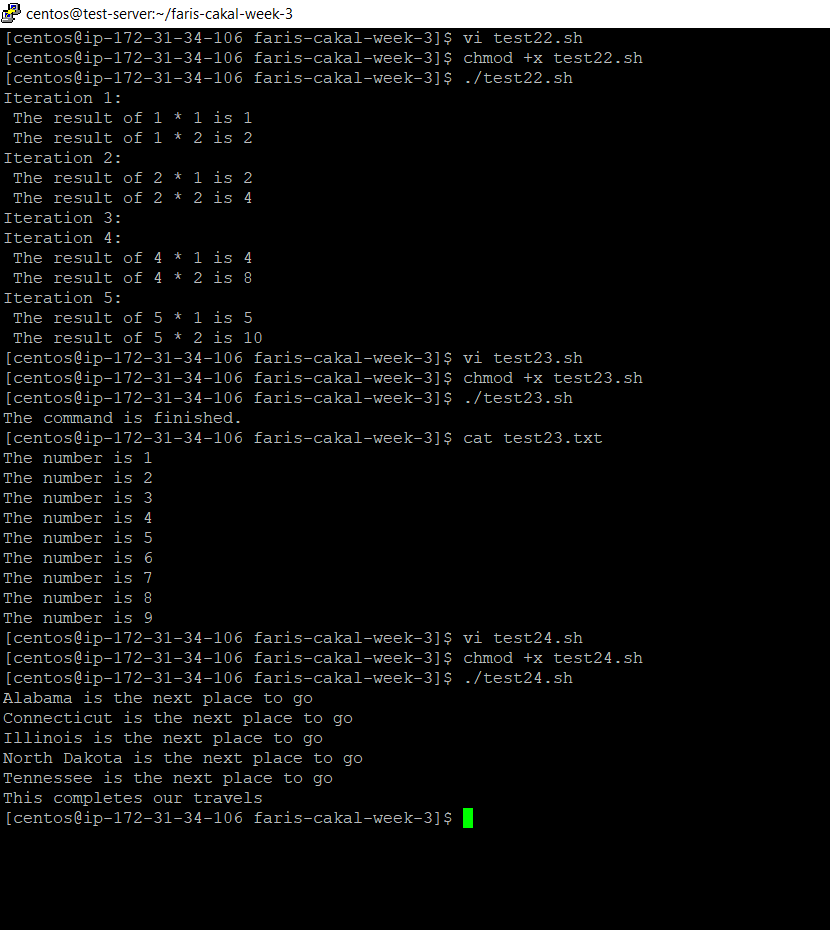 centos@test-server:~/faris-cakal-week-3
[centos@ip-172-31-34-106 faris-cakal-week-3]$ vi test22.sh
[centos@ip-172-31-34-106 faris-cakal-week-3]$ chmod +x test22.sh
[centos@ip-172-31-34-106 faris-cakal-week-3]$ ./test22.sh
Iteration 1:
 The result of 1 * 1 is 1
 The result of 1 * 2 is 2
Iteration 2:
 The result of 2 * 1 is 2
 The result of 2 * 2 is 4
Iteration 3:
Iteration 4:
 The result of 4 * 1 is 4
 The result of 4 * 2 is 8
Iteration 5:
 The result of 5 * 1 is 5
 The result of 5 * 2 is 10
[centos@ip-172-31-34-106 faris-cakal-week-3]$ vi test23.sh
[centos@ip-172-31-34-106 faris-cakal-week-3]$ chmod +x test23.sh
[centos@ip-172-31-34-106 faris-cakal-week-3]$ ./test23.sh
The command is finished.
[centos@ip-172-31-34-106 faris-cakal-week-3]$ cat test23.txt
The number is 1
The number is 2
The number is 3
The number is 4
The number is 5
The number is 6
The number is 7
The number is 8
The number is 9
[centos@ip-172-31-34-106 faris-cakal-week-3]$ vi test24.sh
[centos@ip-172-31-34-106 faris-cakal-week-3]$ chmod +x test24.sh
[centos@ip-172-31-34-106 faris-cakal-week-3]$ ./test24.sh
Alabama is the next place to go
Connecticut is the next place to go
Illinois is the next place to go
North Dakota is the next place to go
Tennessee is the next place to go
This completes our travels
[centos@ip-172-31-34-106 faris-cakal-week-3]$